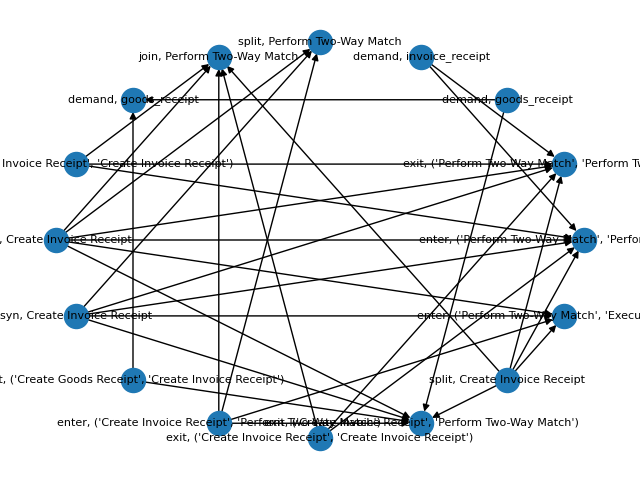 split, Perform Two-Way Match
join, Perform Two-Way Match
demand, invoice_receipt
demand, goods_receipt
demand, goods_receipt
Invoice Receipt', 'Create Invoice Receipt')
exit, ('Perform Two-Way Match', 'Perform Tw
, Create Invoice Receipt
enter, ('Perform Two-Way Match', 'Perfor
syn, Create Invoice Receipt
enter, ('Perform Two-Way Match', 'Execu
t, ('Create Goods Receipt', 'Create Invoice Receipt')
split, Create Invoice Receipt
enter, ('Create Invoice Receipt', 'Perform Two-Way Match')
Receipt', 'Perform Two-Way Match')
exit, ('Create Invoice Receipt', 'Create Invoice Receipt')